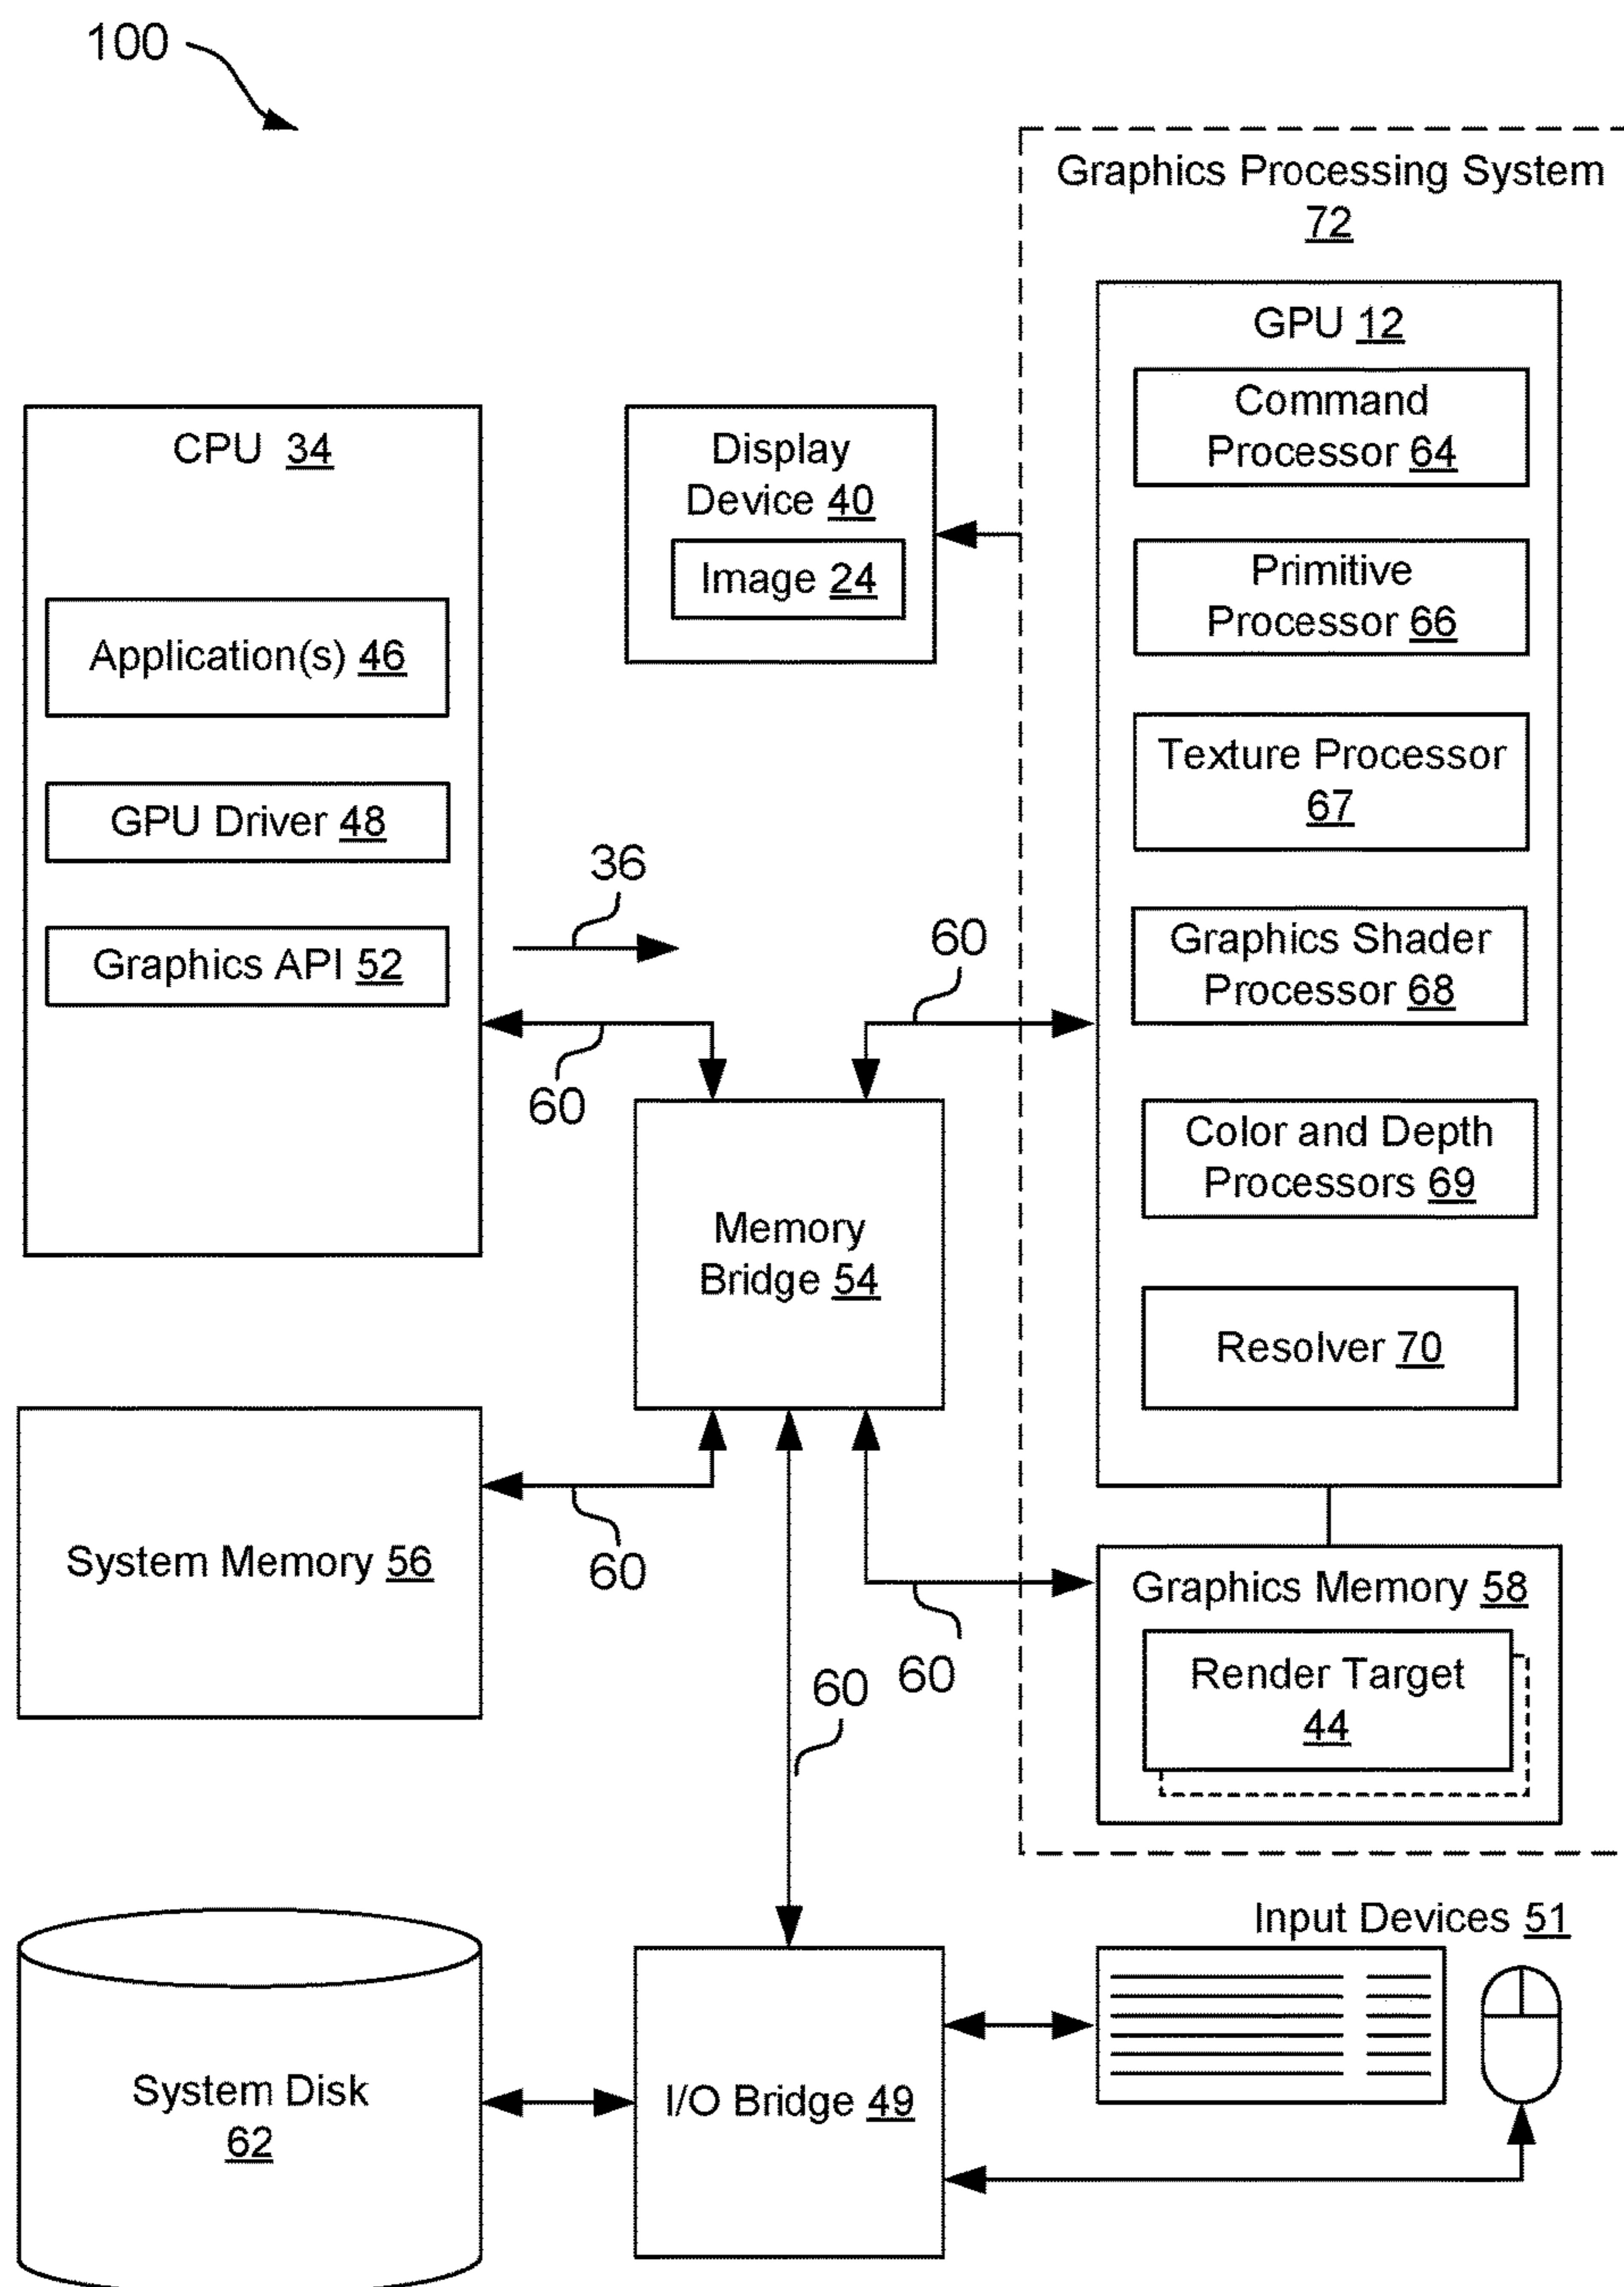 100
Graphics Processing System
72
GPU 12
Command
Processor 64
Primitive
Processor 66
Texture Processor
67
Graphics Shader
Processor 68
Color and Depth
Processors 69
Resolver 70
CPU 34
Application(s) 46
GPU Driver 48
Graphics API 52
Display
Device 40
Image 24
36
60
60
Memory
Bridge 54
System Memory 56
60
60
60
Graphics Memory 58
Render Target
44
Input Devices 51
System Disk
62
I/O Bridge 49